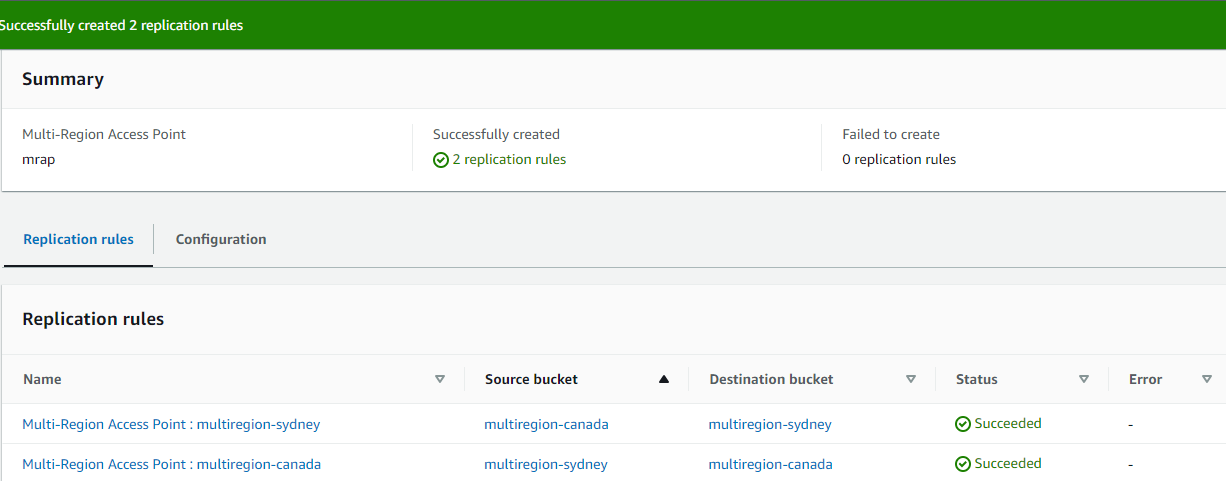 Successfully created 2 replication rules
Summary
Multi-Region Access Point Successfully created Failed to create
mrap 2 replication rules 0 replication rules
Replication rules Configuration
Replication rules
Name Source bucket Destination bucket Status Error
Multi-Region Access Point : multiregion-sydney multiregion-canada multiregion-sydney Succeeded -
Multi-Region Access Point : multiregion-canada multiregion-sydney multiregion-canada Succeeded -